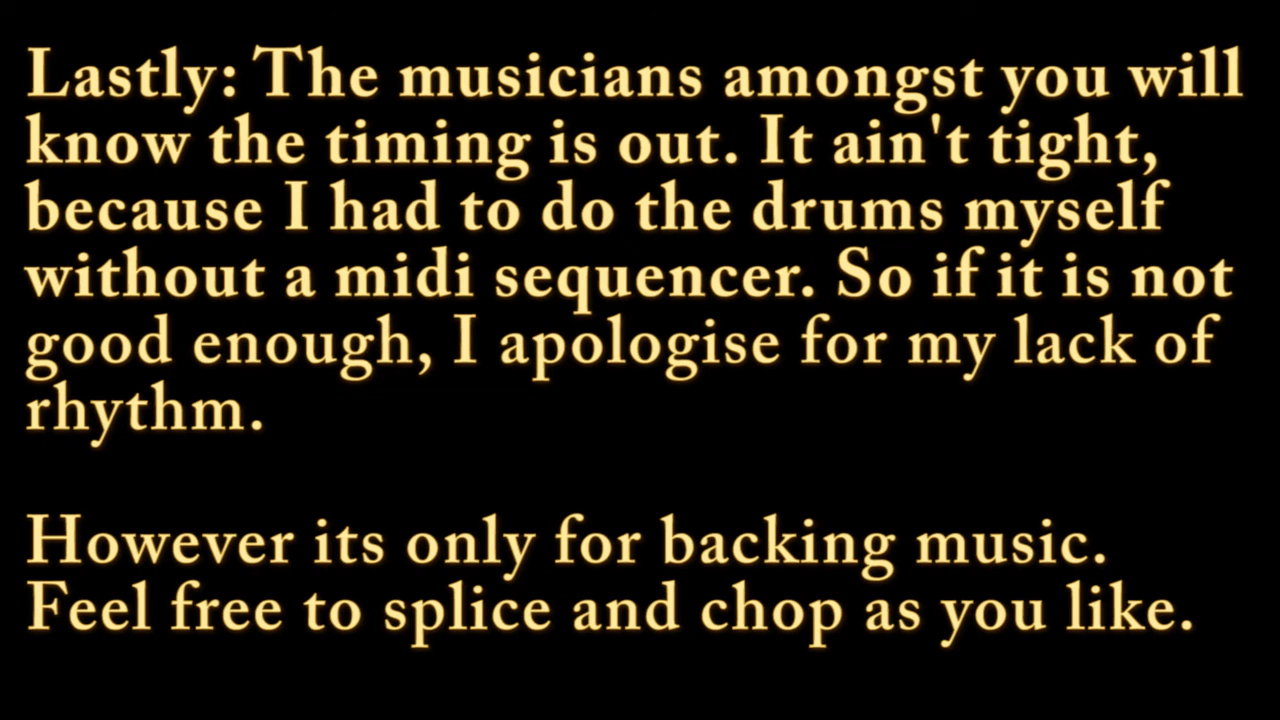 Lastly: The musicians amongst you will
know the timing is out. It ain't tight,
because I had to do the drums myself
without a midi sequencer. So if it is not
good enough, I apologise for my lack of
rhythm.
However its only for backing music.
Feel free to splice and chop as you like.